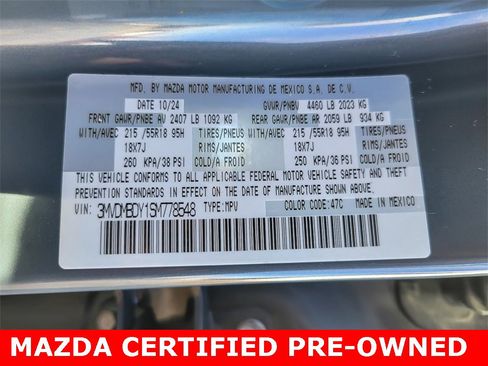 MFD. BY MAZDA MOTOR MANUFACTURING DE MEXICO S.A. DE C.V.
DATE 10/24 GVWR/PNBV 4460 LB 2023 KG
FRONT GAWR/PNBE AV 2407 LB 1092 KG REAR GAWR/PNBE AR 2059 LB 934 KG
WITH/AVEC 215 /55R18 95H TIRES/PNEUS WITH/AVEC 215 /55R18 95H TIRES/PNEUS
18X7J RIMS/JANTES 18X7J RIMS/JANTES
260 KPA/38 PSI COLD/A FROID 250 KPA/36 PSI COLD/A FROID
THIS VEHICLE CONFORMS TO ALL APPLICABLE FEDERAL MOTOR VEHICLE SAFETY AND THEFT
PREVENTION STANDARDS IN EFFECT ON THE DATE OF MANUFACTURE SHOWN ABOVE.
VIN: 3MVDMBDY1SM778548 TYPE:MPV COLOR CODE:47C MADE IN MEXICO
MAZDA CERTIFIED PRE-OWNED